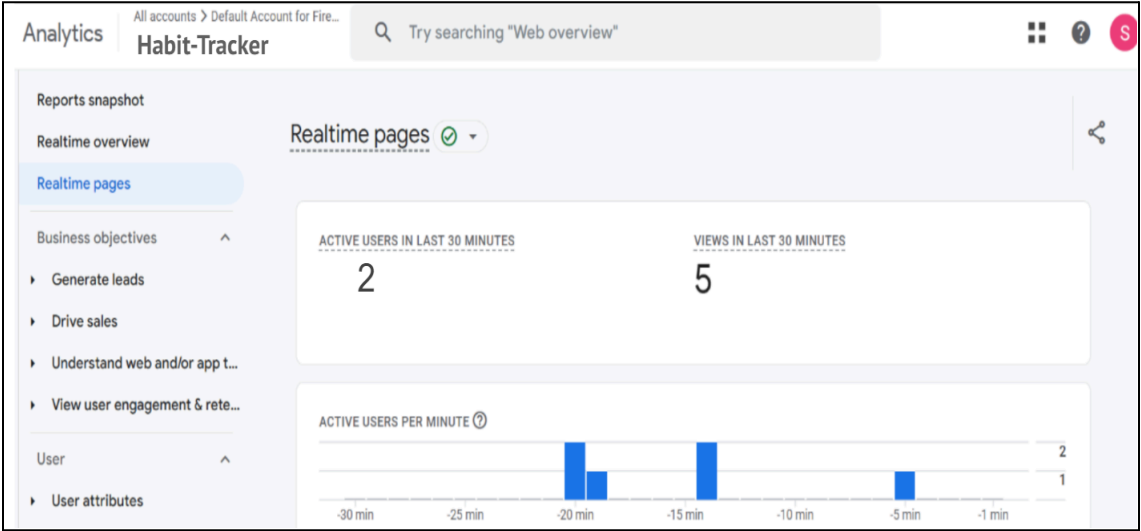 Analytics
All accounts > Default Account for Fire...
Habit-Tracker
Try searching "Web overview"
S
Reports snapshot
Realtime overview
Realtime pages
Business objectives
Generate leads
Drive sales
Understand web and/or app t...
View user engagement & rete...
User
User attributes
Realtime pages
ACTIVE USERS IN LAST 30 MINUTES
2
VIEWS IN LAST 30 MINUTES
5
ACTIVE USERS PER MINUTE
2
1
-30 min -25 min -20 min -15 min -10 min -5 min -1 min